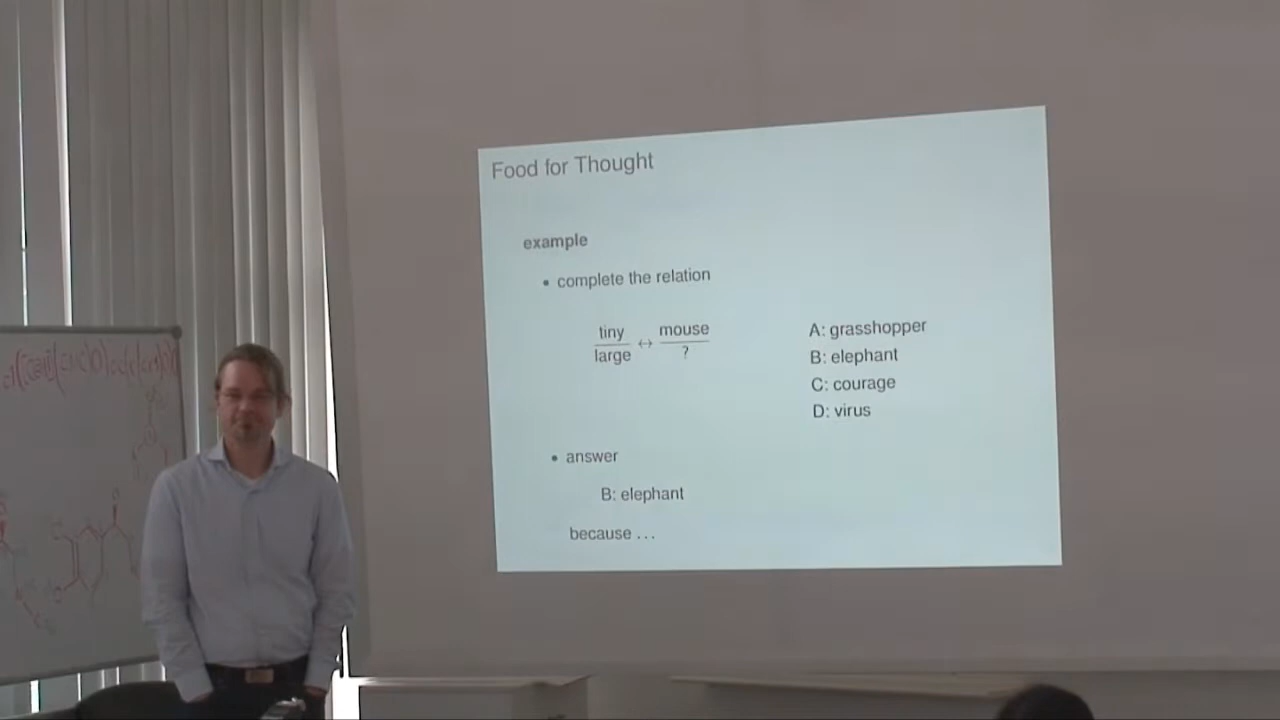 Food for Thought
example
• complete the relation
tiny
large
↔
mouse
?
A: grasshopper
B: elephant
C: courage
D: virus
• answer
B: elephant
because ...